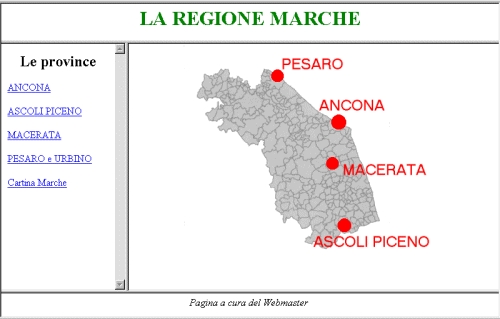 LA REGIONE MARCHE
Le province
ANCONA
ASCOLI PICENO
MACERATA
PESARO e URBINO
Cartina Marche
PESARO
ANCONA
MACERATA
ASCOLI PICENO
Pagina a cura del Webmaster